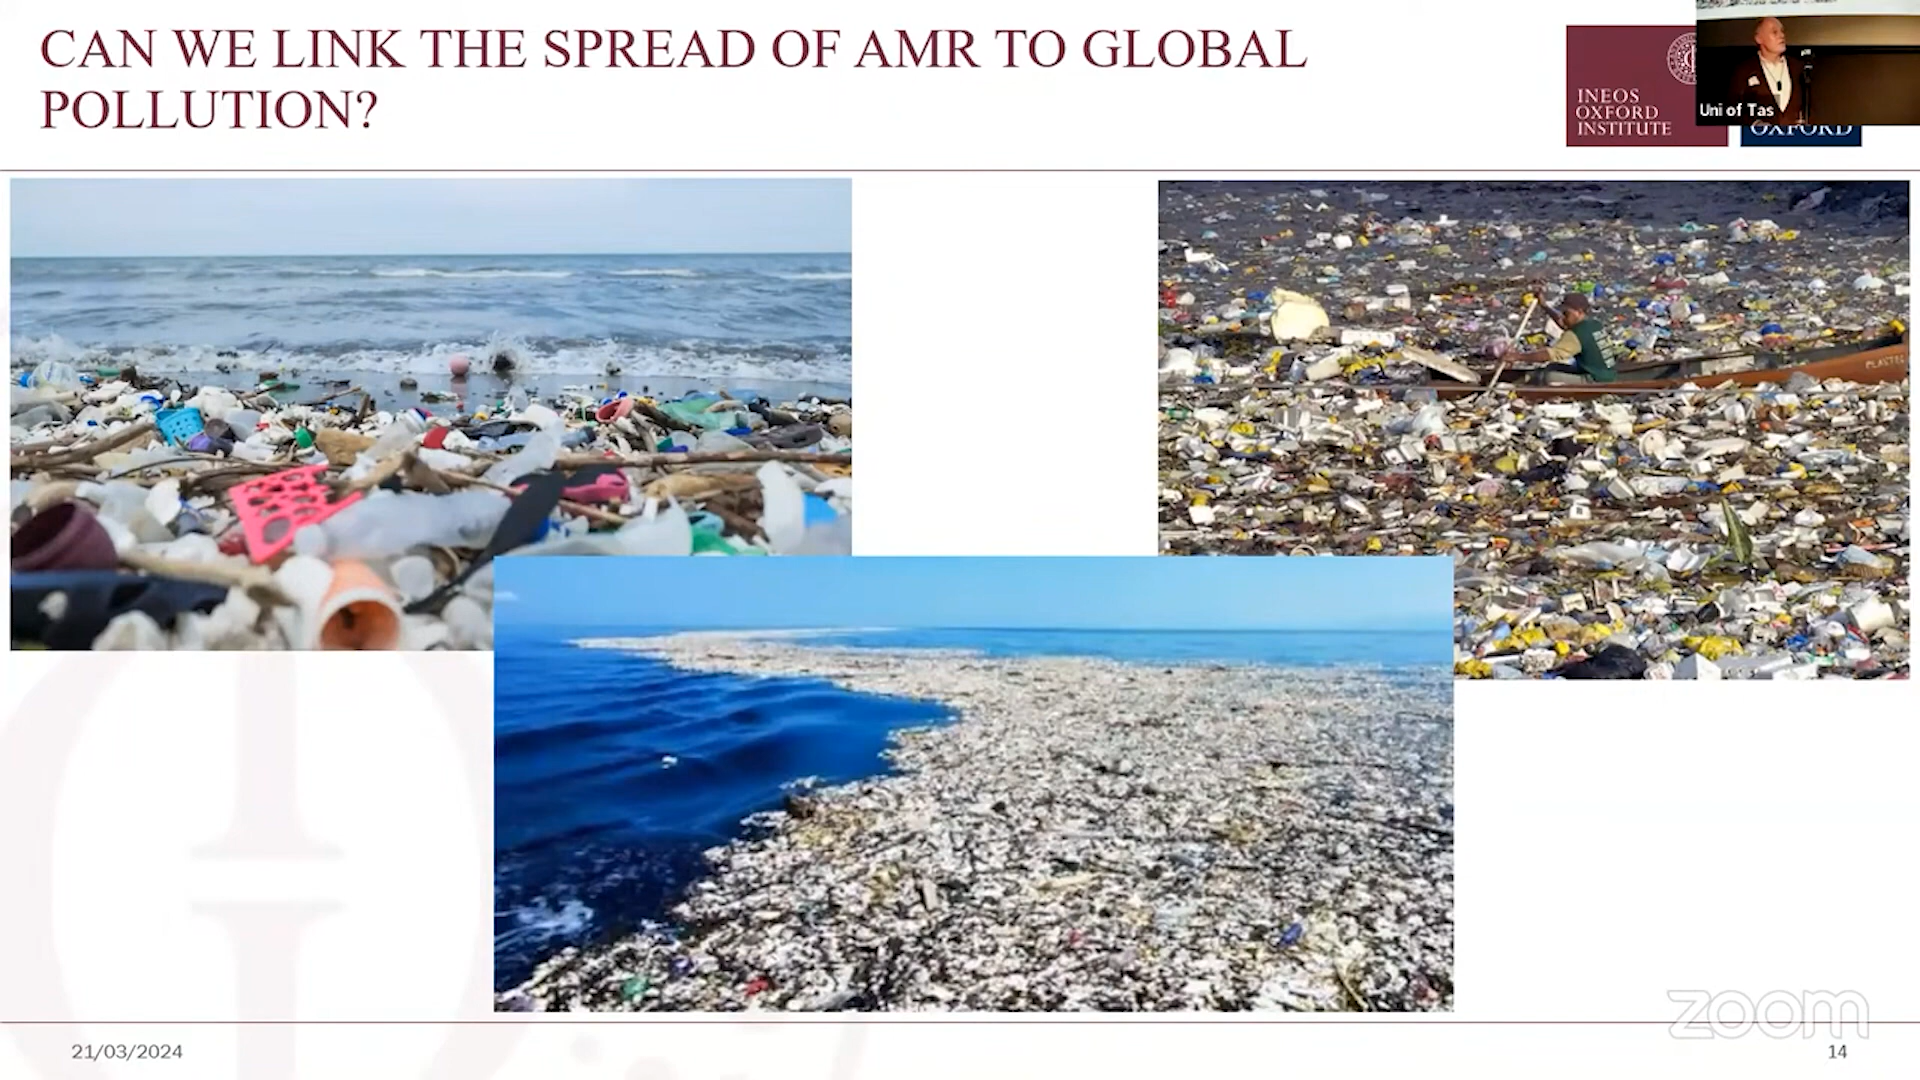 CAN WE LINK THE SPREAD OF AMR TO GLOBAL
POLLUTION?
INEOS
OXFORD
INSTITUTE
OXFORD
Uni of Tas
21/03/2024
zoom
14